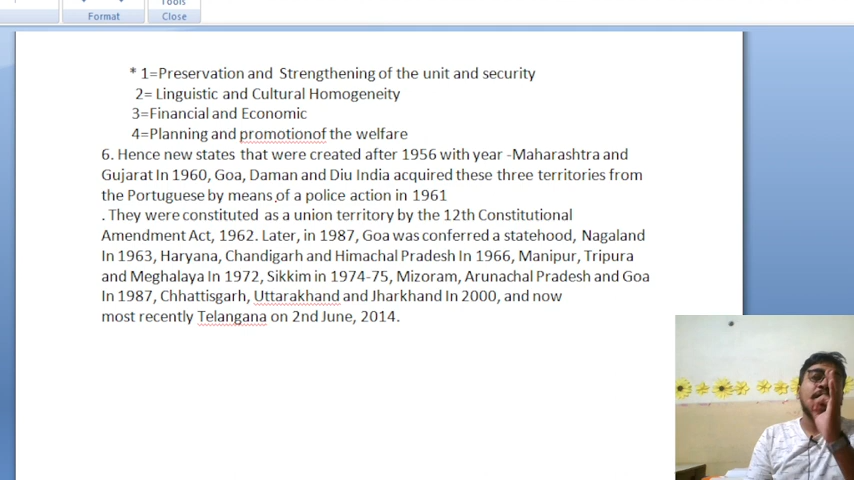 Tools
Format
Close
* 1=Preservation and Strengthening of the unit and security
2= Linguistic and Cultural Homogeneity
3=Financial and Economic
4=Planning and promotionof the welfare
6. Hence new states that were created after 1956 with year -Maharashtra and
Gujarat In 1960, Goa, Daman and Diu India acquired these three territories from
the Portuguese by means of a police action in 1961
. They were constituted as a union territory by the 12th Constitutional
Amendment Act, 1962. Later, in 1987, Goa was conferred a statehood, Nagaland
In 1963, Haryana, Chandigarh and Himachal Pradesh In 1966, Manipur, Tripura
and Meghalaya In 1972, Sikkim in 1974-75, Mizoram, Arunachal Pradesh and Goa
In 1987, Chhattisgarh, Uttarakhand and Jharkhand In 2000, and now
most recently Telangana on 2nd June, 2014.